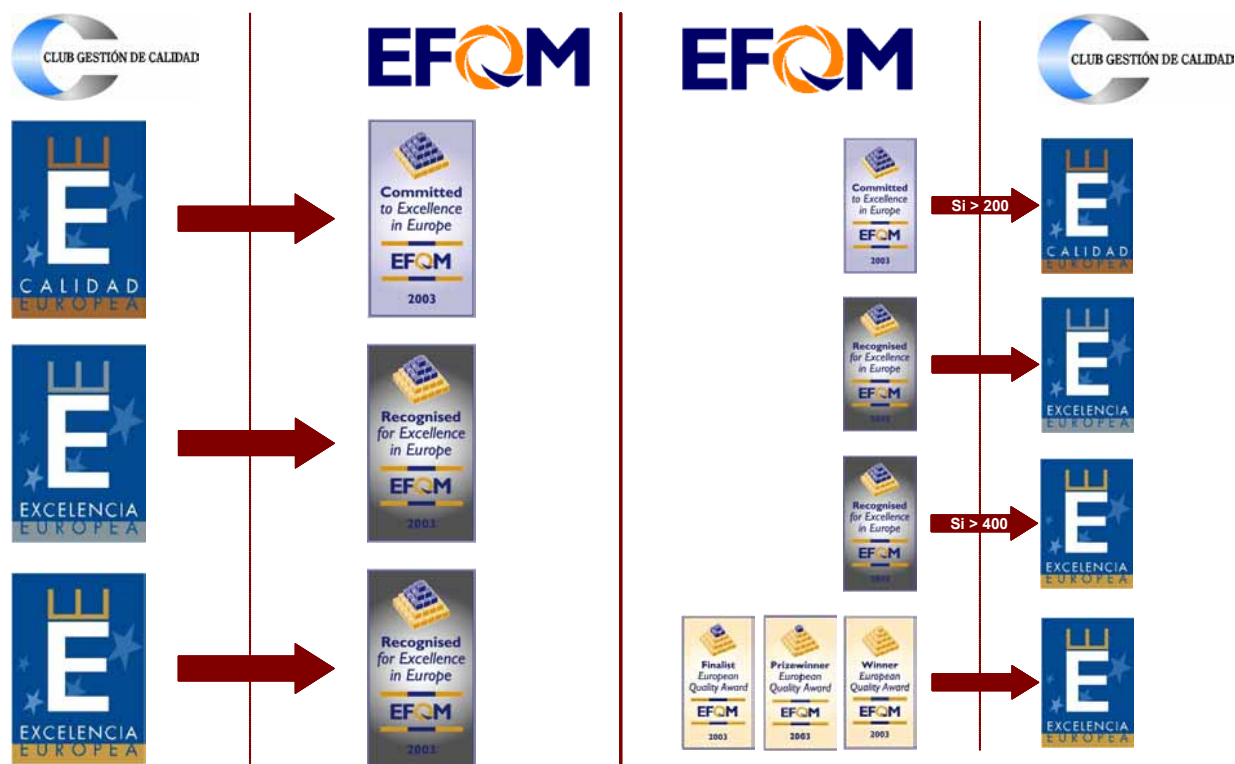 CLUB GESTIÓN DE CALIDAD
EFQM
EFQM
CLUB GESTIÓN DE CALIDAD
E
CALIDAD
EUROPEA
Committed
to Excellence
in Europe
EFQM
2003
E
EXCELENCIA
EUROPEA
Recognised
for Excellence
in Europe
EFQM
2003
E
EXCELENCIA
EUROPEA
Recognised
for Excellence
in Europe
EFQM
2003
Committed
to Excellence
in Europe
EFQM
2003
Si > 200
E
CALIDAD
EUROPEA
Recognised
for Excellence
in Europe
EFQM
E
EXCELENCIA
EUROPEA
Recognised
for Excellence
in Europe
EFQM
Si > 400
E
EXCELENCIA
EUROPEA
Finalist
European
Quality Award
EFQM
2003
Prizewinner
European
Quality Award
EFQM
2003
Winner
European
Quality Award
EFQM
2003
E
EXCELENCIA
EUROPEA